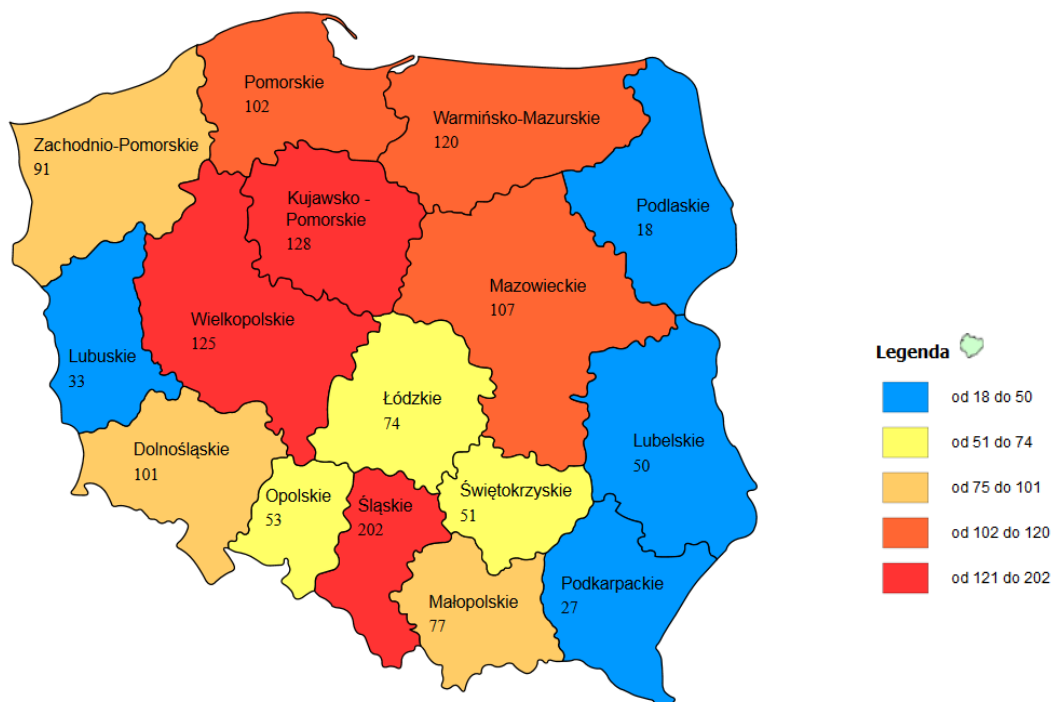 Pomorskie
102
Warmińsko-Mazurskie
120
Zachodnio-Pomorskie
91
Kujawsko -
Pomorskie
128
Podlaskie
18
Mazowieckie
107
Wielkopolskie
125
Lubuskie
33
Łódzkie
74
Dolnośląskie
101
Lubelskie
50
Opolskie
53
Śląskie
202
Świętokrzyskie
51
Podkarpackie
27
Małopolskie
77
Legenda
od 18 do 50
od 51 do 74
od 75 do 101
od 102 do 120
od 121 do 202